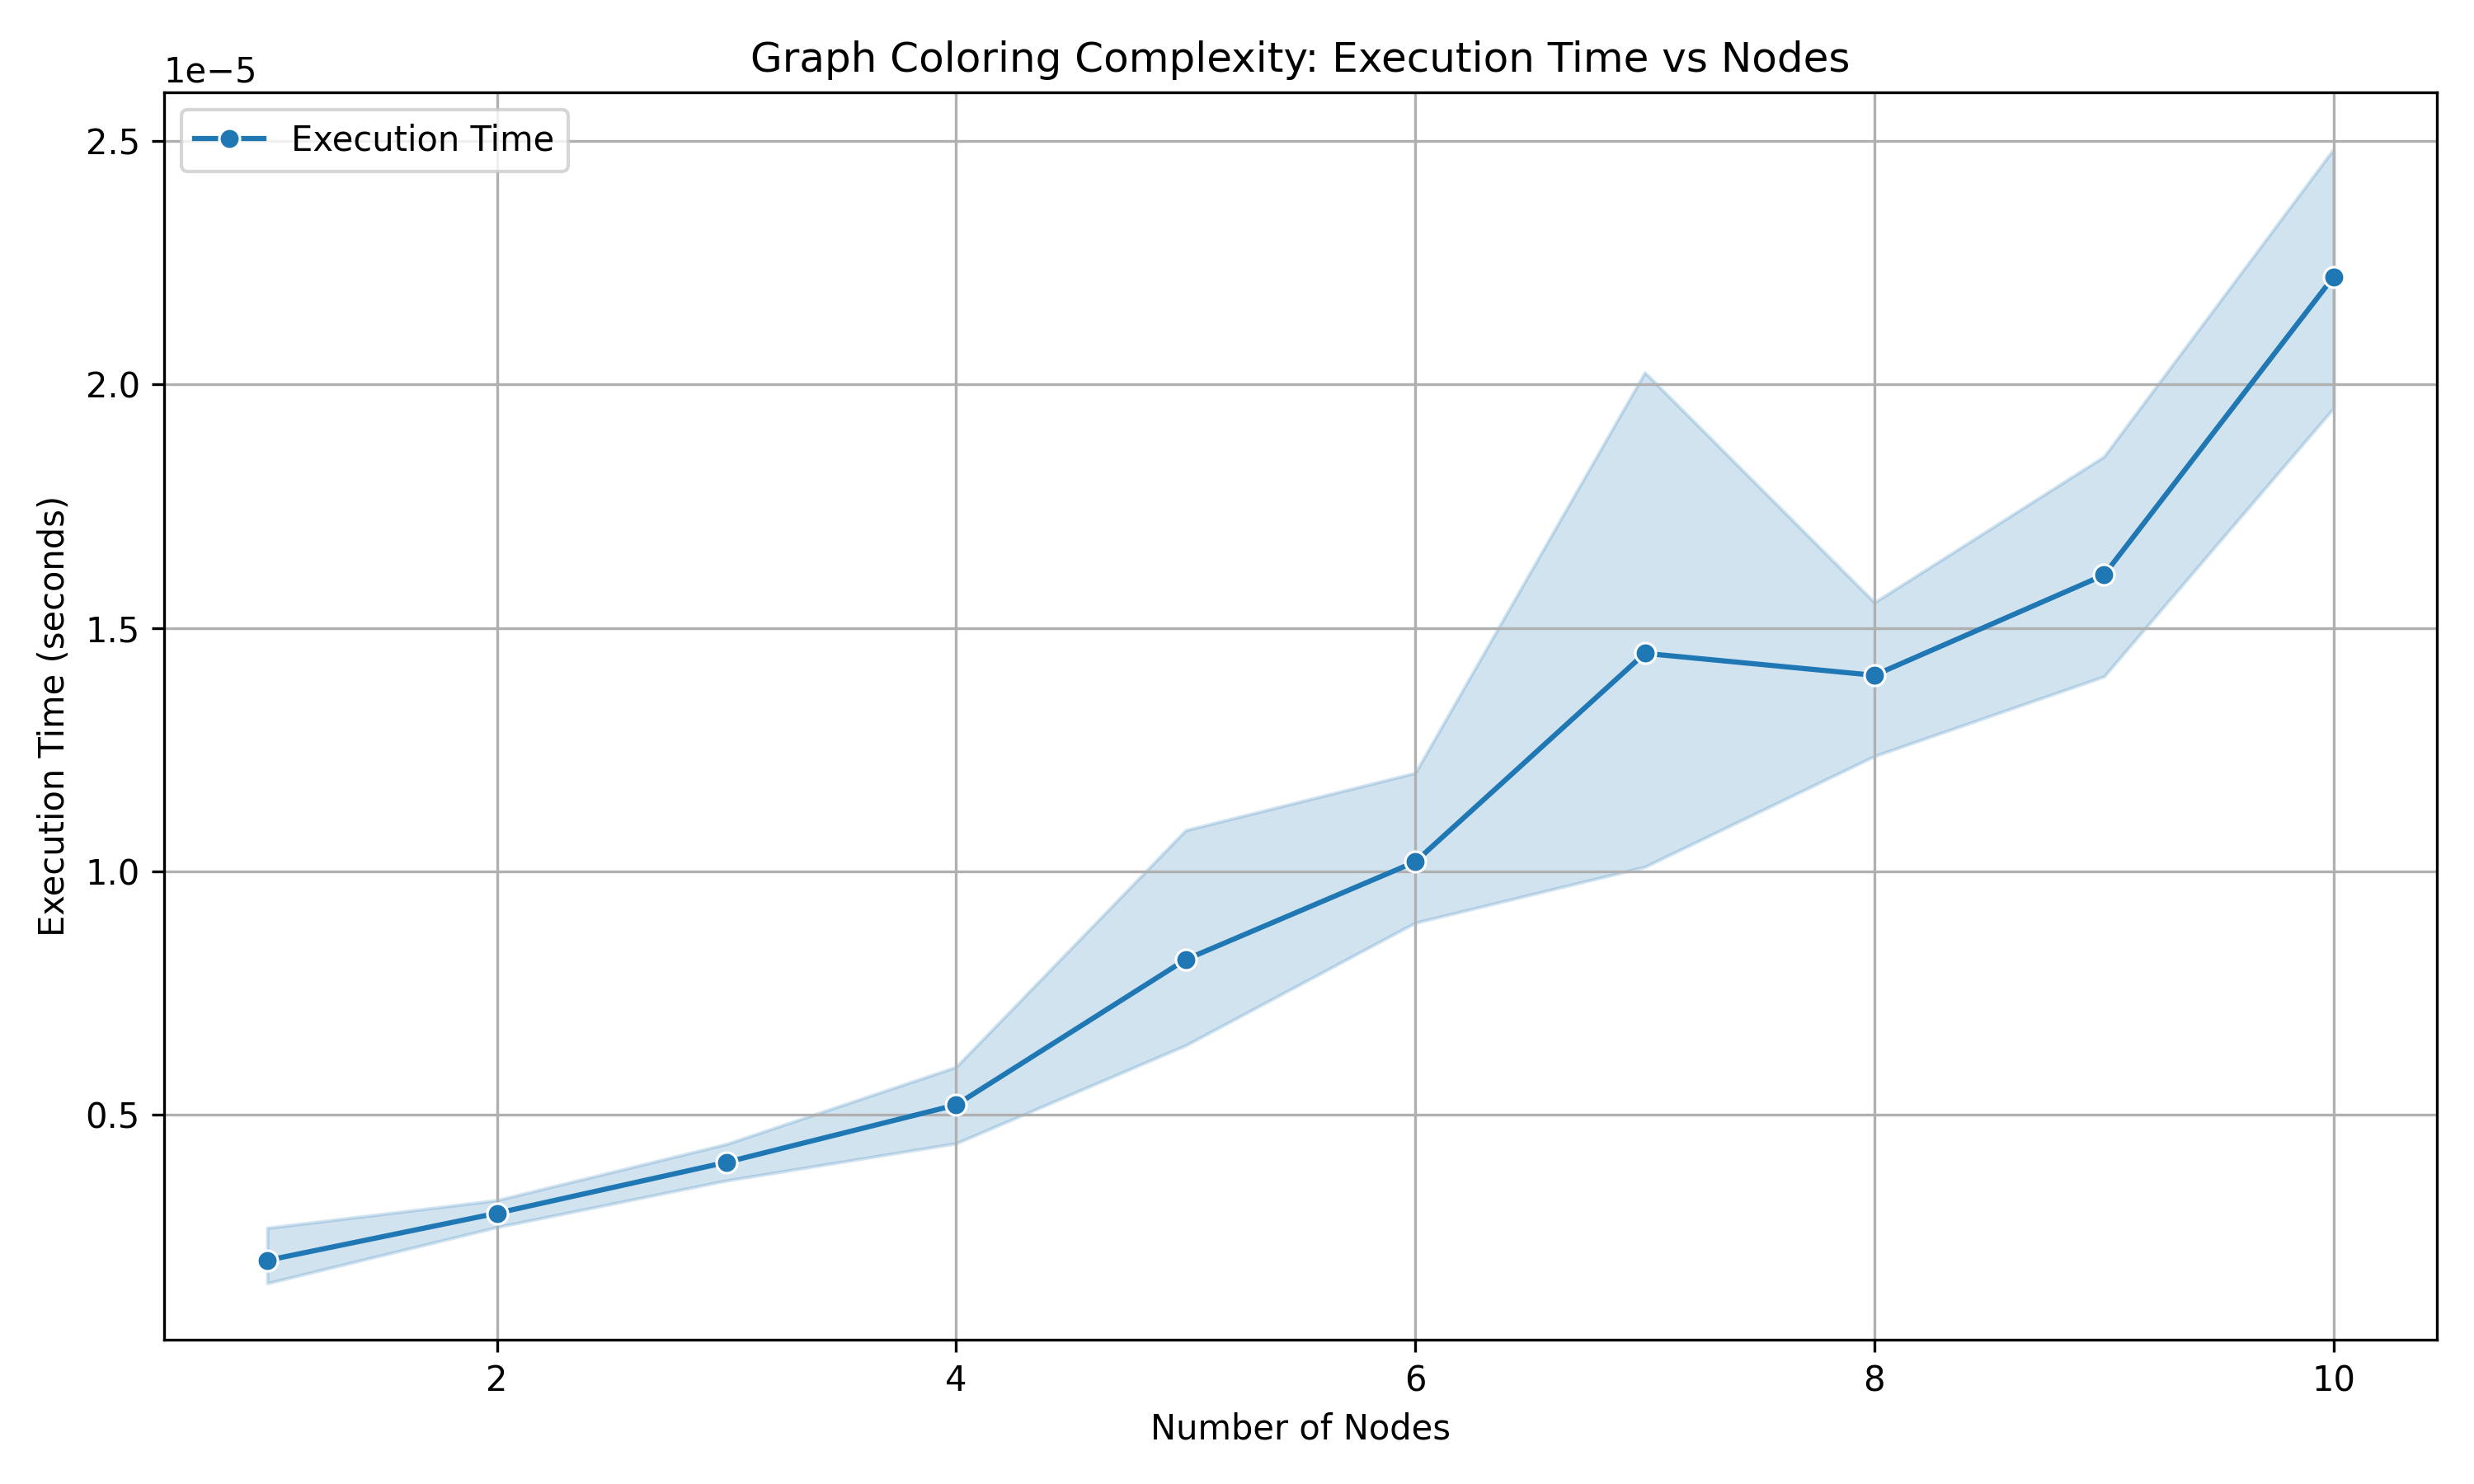 Graph Coloring Complexity: Execution Time vs Nodes
1e−5
Execution Time
2.5
2.0
1.5
1.0
0.5
Execution Time (seconds)
2 4 6 8 10
Number of Nodes